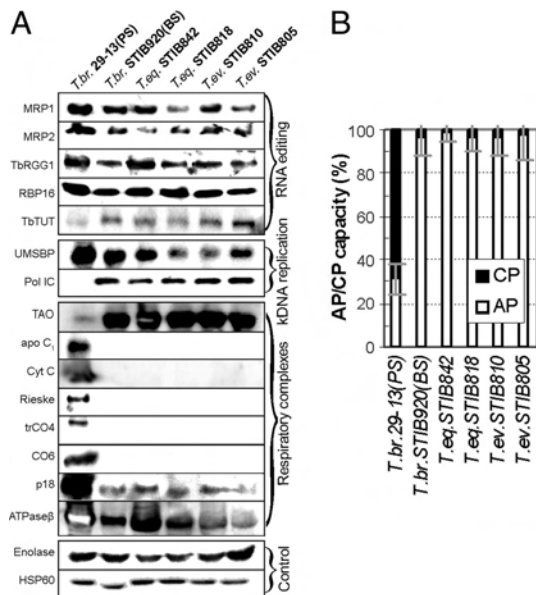 A
T.br. 29-13(PS)
T.br. STIB920(BS)
T.eq. STIB842
T.eq. STIB818
T.ev. STIB810
T.ev. STIB805
MRP1
MRP2
TbRGG1
RBP16
TbTUT
RNA editing
UMSBP
Pol IC
kDNA replication
TAO
apo C₁
Cyt C
Rieske
trCO4
CO6
p18
ATPaseβ
Respiratory complexes
Enolase
HSP60
Control
B
AP/CP capacity (%)
100
80
60
40
20
0
CP
AP
T.br.29-13(PS)
T.br.STIB920(BS)
T.eq.STIB842
T.eq.STIB818
T.ev.STIB810
T.ev.STIB805